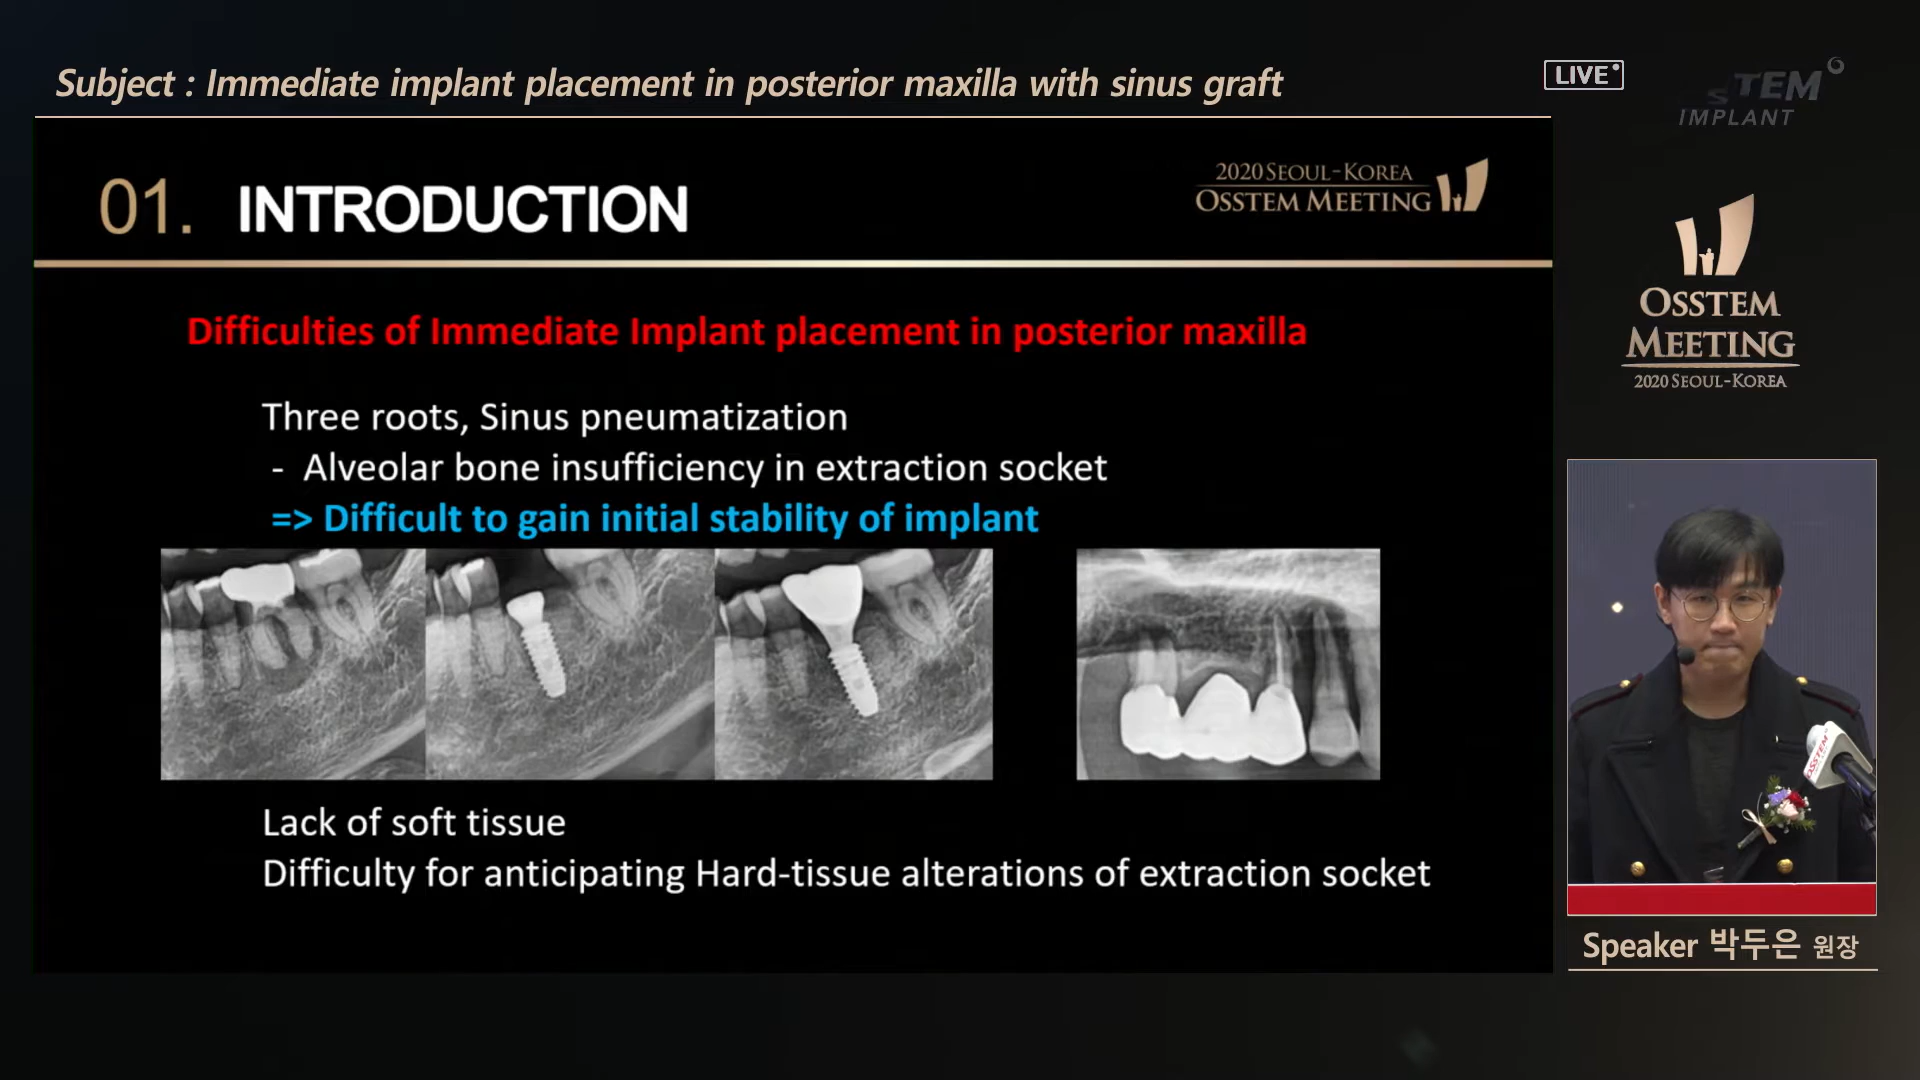 Subject : Immediate implant placement in posterior maxilla with sinus graft
LIVE
IMPLANT
01. INTRODUCTION
2020 SEOUL-KOREA
OSSTEM MEETING
Difficulties of Immediate Implant placement in posterior maxilla
Three roots, Sinus pneumatization
- Alveolar bone insufficiency in extraction socket
=> Difficult to gain initial stability of implant
Lack of soft tissue
Difficulty for anticipating Hard-tissue alterations of extraction socket
OSSTEM
MEETING
2020 SEOUL-KOREA
OSSTEM
Speaker 박두은 원장